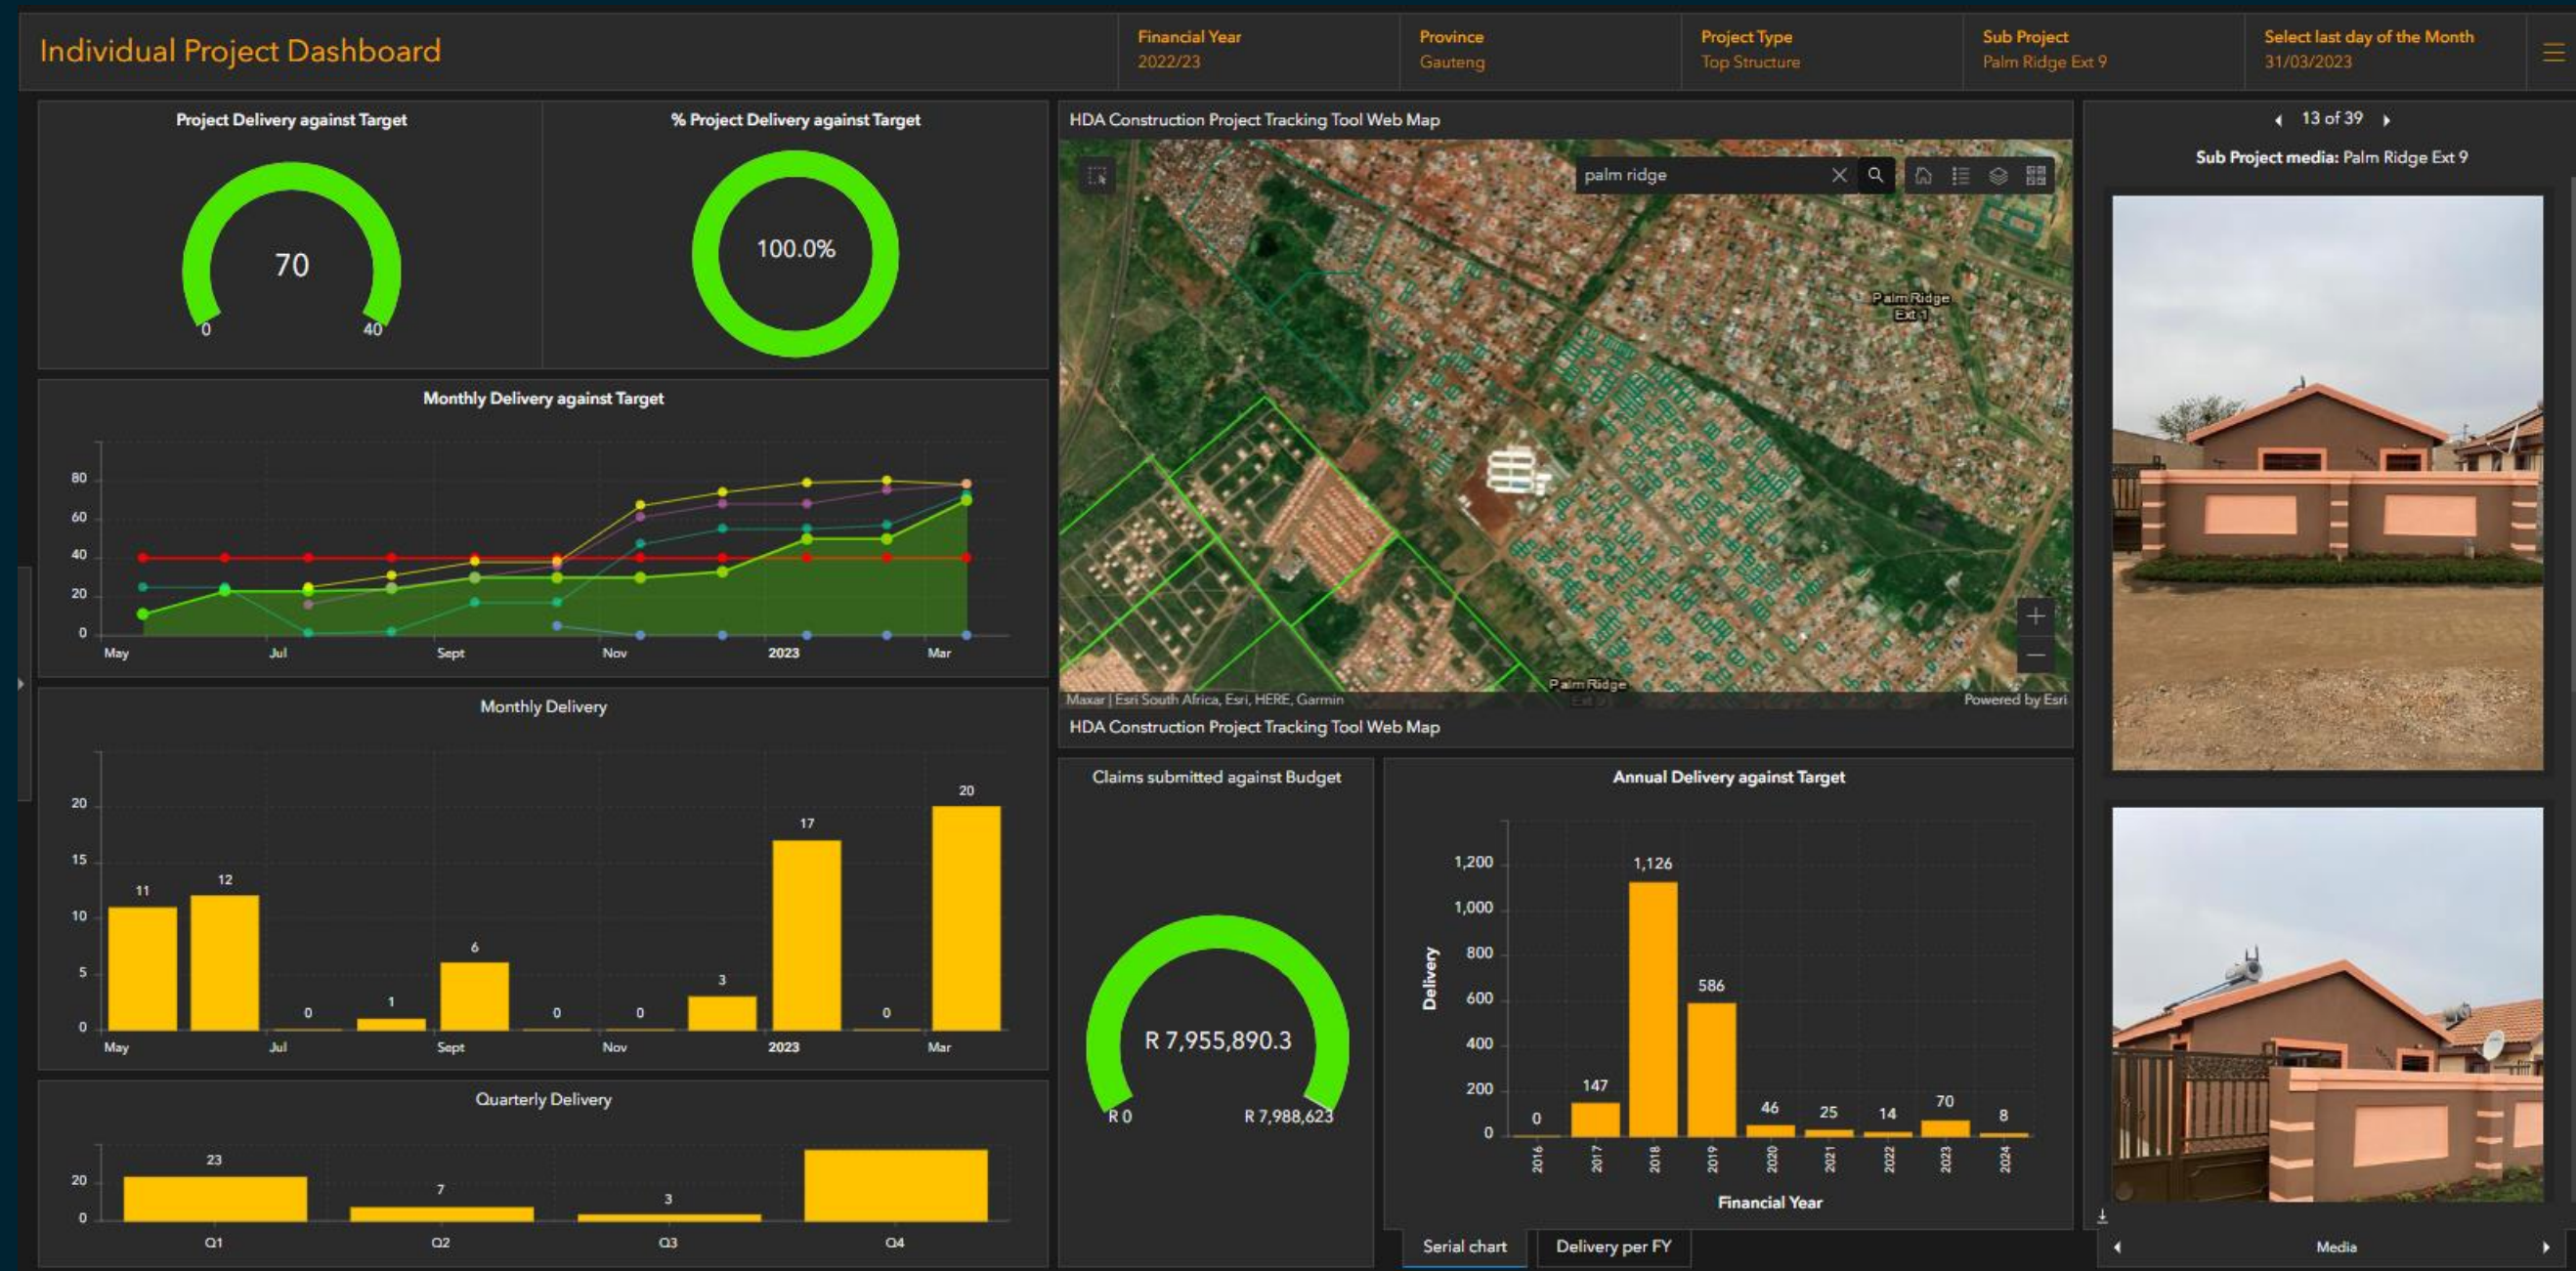 Individual Project Dashboard
Financial Year
2022/23
Province
Gauteng
Project Type
Top Structure
Sub Project
Palm Ridge Ext 9
Select last day of the Month
31/03/2023
Project Delivery against Target
70
0
40
% Project Delivery against Target
100.0%
Monthly Delivery against Target
80
60
40
20
0
May
Jul
Sept
Nov
2023
Mar
Monthly Delivery
20
15
10
5
0
11
12
0
1
6
0
0
3
17
0
20
May
Jul
Sept
Nov
2023
Mar
Quarterly Delivery
20
0
23
7
3
Q1
Q2
Q3
Q4
HDA Construction Project Tracking Tool Web Map
palm ridge
Palm Ridge
Ext 1
Palm Ridge
Maxar | Esri South Africa, Esri, HERE, Garmin
Powered by Esri
HDA Construction Project Tracking Tool Web Map
Claims submitted against Budget
R 7,955,890.3
R 0
R 7,988,623
Annual Delivery against Target
Delivery
1,200
1,000
800
600
400
200
0
0
147
1,126
586
46
25
14
70
8
2016
2017
2018
2019
2020
2021
2022
2023
2024
Financial Year
Serial chart
Delivery per FY
13 of 39
Sub Project media: Palm Ridge Ext 9
Media